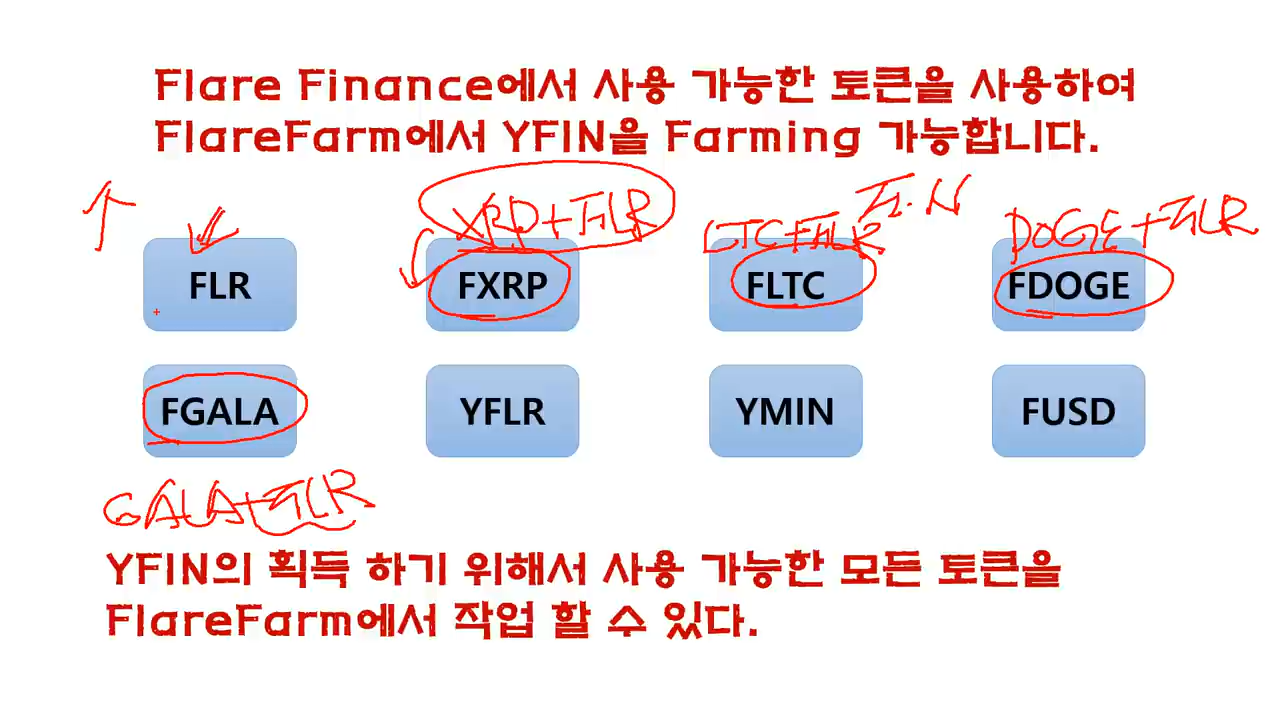 Flare Finance에서 사용 가능한 토큰을 사용하여
FlareFarm에서 YFIN을 Farming 가능합니다.
XRP+FLR
F.N
LTC+FLR
DOGE+FLR
FLR FXRP FLTC FDOGE
FGALA YFLR YMIN FUSD
GALA+FLR
YFIN의 획득 하기 위해서 사용 가능한 모든 토큰을
FlareFarm에서 작업 할 수 있다.